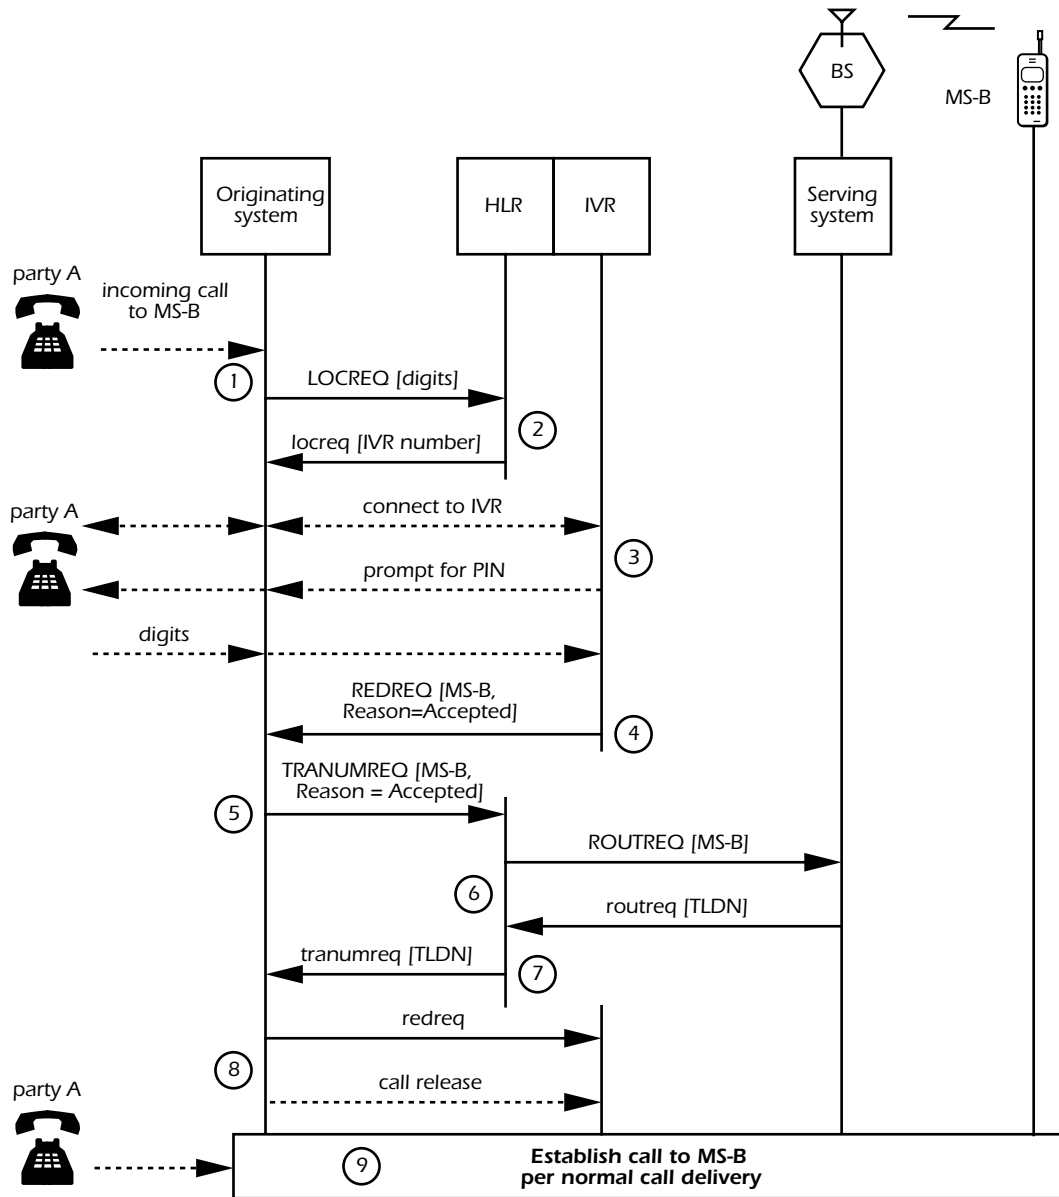 BS
MS-B
Originating
system
HLR
IVR
Serving
system
party A
incoming call
to MS-B
1
LOCREQ [digits]
2
locreq [IVR number]
party A
connect to IVR
3
prompt for PIN
digits
REDREQ [MS-B,
Reason=Accepted]
4
TRANUMREQ [MS-B,
Reason = Accepted]
5
ROUTREQ [MS-B]
6
routreq [TLDN]
tranumreq [TLDN]
7
redreq
8
call release
party A
9
Establish call to MS-B
per normal call delivery